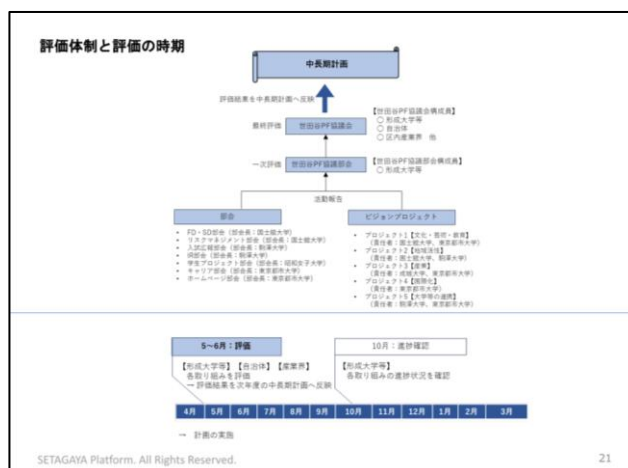 評価体制と評価の時期
中長期計画
評価結果を中長期計画へ反映
最終評価
世田谷PF協議会
【世田谷PF協議会構成員】
○ 形成大学等
○ 自治体
○ 区内産業界 他
一次評価
世田谷PF協議部会
【世田谷PF協議部会構成員】
○ 形成大学等
活動報告
部会
• FD・SD部会（部会長：国士舘大学）
• リスクマネジメント部会（部会長：国士舘大学）
• 入試広報部会（部会長：駒澤大学）
• 学生プロジェクト部会（部会長：昭和女子大学）
• キャリア部会（部会長：東京都市大学）
• ホームページ部会（部会長：東京都市大学）
ビジョンプロジェクト
• プロジェクト1【文化・芸術・教育】
（責任者：国士舘大学、東京都市大学）
• プロジェクト2【地域活性】
（責任者：国士舘大学、駒澤大学）
• プロジェクト3【産業】
（責任者：成城大学、東京都市大学）
• プロジェクト4【国際化】
（責任者：東京都市大学）
• プロジェクト5【大学等の連携】
（責任者：駒澤大学、東京都市大学）
5～6月：評価
【形成大学等】【自治体】【産業界】
各取り組みを評価
→ 評価結果を次年度の中長期計画へ反映
10月：進捗確認
【形成大学等】
各取り組みの進捗状況を確認
4月 5月 6月 7月 8月 9月 10月 11月 12月 1月 2月 3月
→ 計画の実施
SETAGAYA Platform. All Rights Reserved.
21